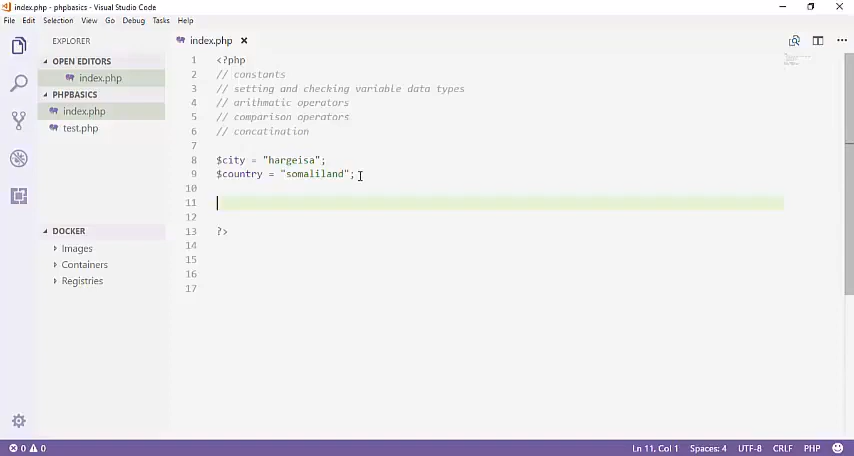 index.php - phpbasics - Visual Studio Code
File Edit Selection View Go Debug Tasks Help
EXPLORER
OPEN EDITORS
index.php
PHPBASICS
index.php
test.php
DOCKER
Images
Containers
Registries
index.php
1 <?php
2 // constants
3 // setting and checking variable data types
4 // arithmatic operators
5 // comparison operators
6 // concatination
7
8 $city = "hargeisa";
9 $country = "somaliland";
10
11
12
13 ?>
14
15
16
17
0 0 Ln 11, Col 1 Spaces: 4 UTF-8 CRLF PHP